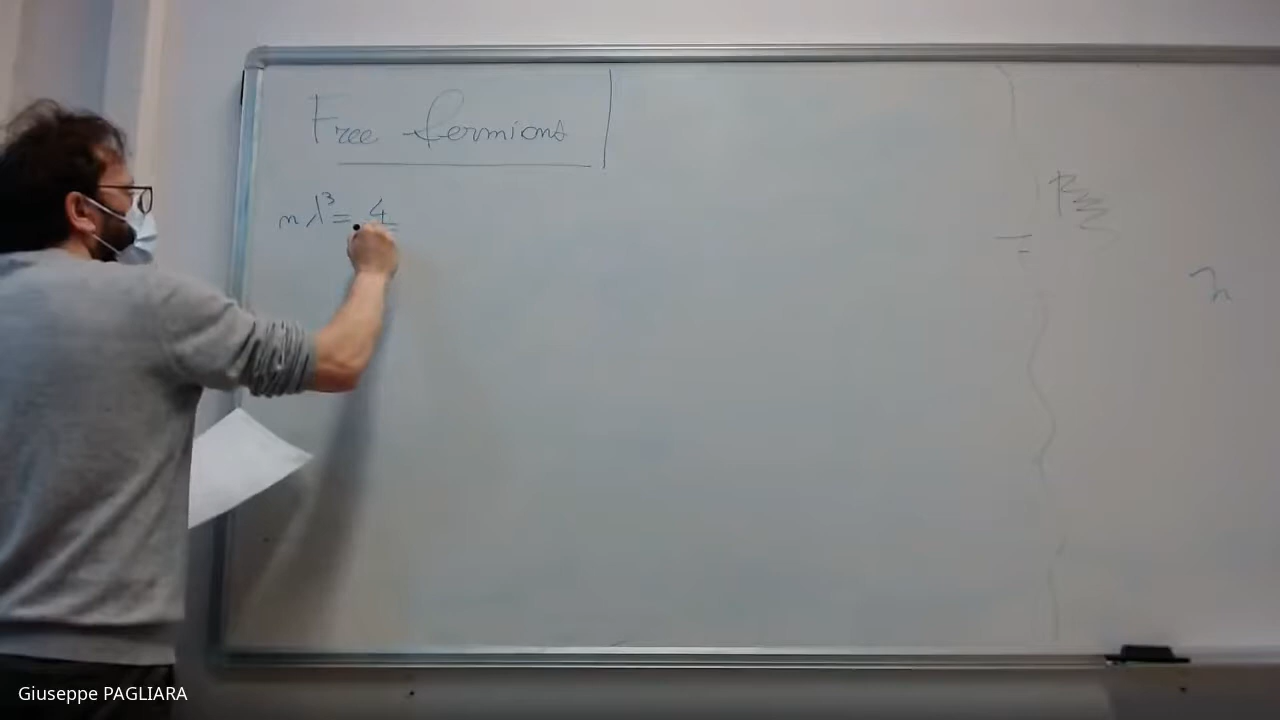 Free fermions
n λ³ = 4
Giuseppe PAGLIARA